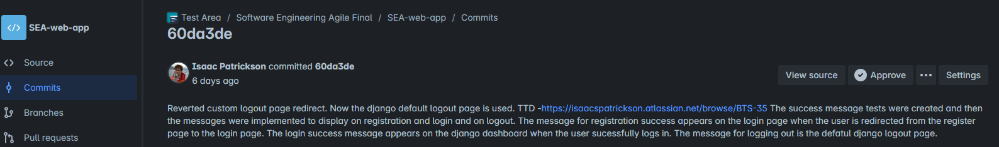 SEA-web-app
Source
Commits
Branches
Pull requests
Test Area / Software Engineering Agile Final / SEA-web-app / Commits
60da3de
Isaac Patrickson committed 60da3de
6 days ago
View source
Approve
Settings
Reverted custom logout page redirect. Now the django default logout page is used. TTD -https://isaacspatrickson.atlassian.net/browse/BTS-35 The success message tests were created and then
the messages were implemented to display on registration and login and on logout. The message for registration success appears on the login page when the user is redirected from the register
page to the login page. The login success message appears on the django dashboard when the user sucessfully logs in. The message for logging out is the defatul django logout page.